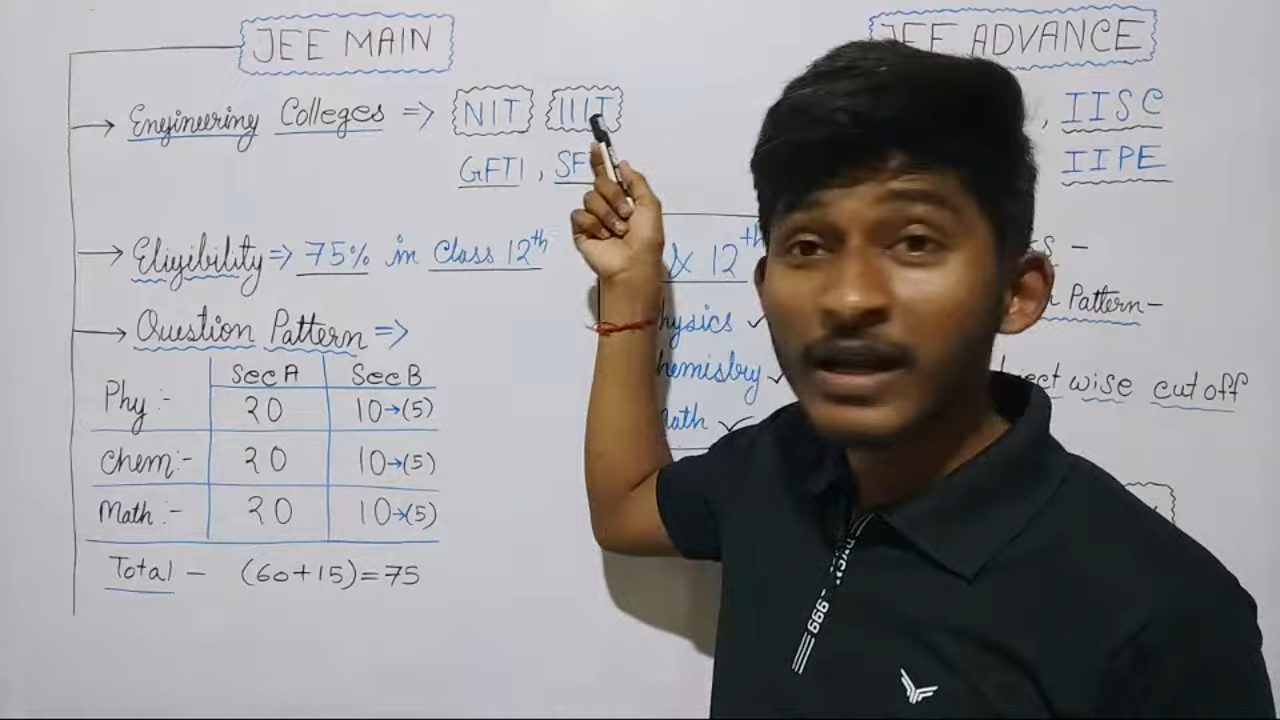 JEE MAIN
Engineering Colleges => NIT IIIT
GFTI , SF
Eligibility => 75% in Class 12th
Question Pattern =>
Sec A Sec B
Phy :- 20 10→(5)
Chem :- 20 10→(5)
Math :- 20 10→(5)
Total - (60+15)=75
JEE ADVANCE
, IISC
IIPE
& 12th
hysics ✓
hemistry ✓
ath ✓
Pattern-
ject wise cut off
666